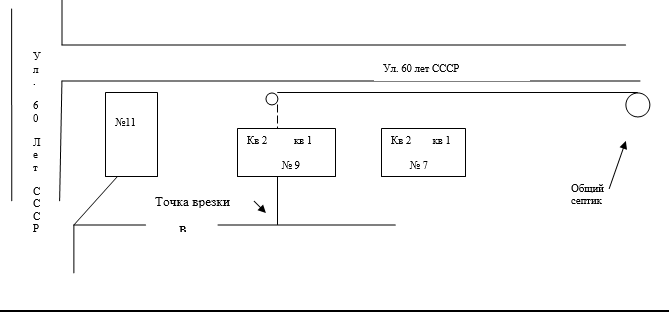 Ул. 60 Лет СССР
Ул. 60 лет СССР
№11
Кв 2 кв 1
№ 9
Кв 2 кв 1
№ 7
Точка врезки
в
Общий
септик